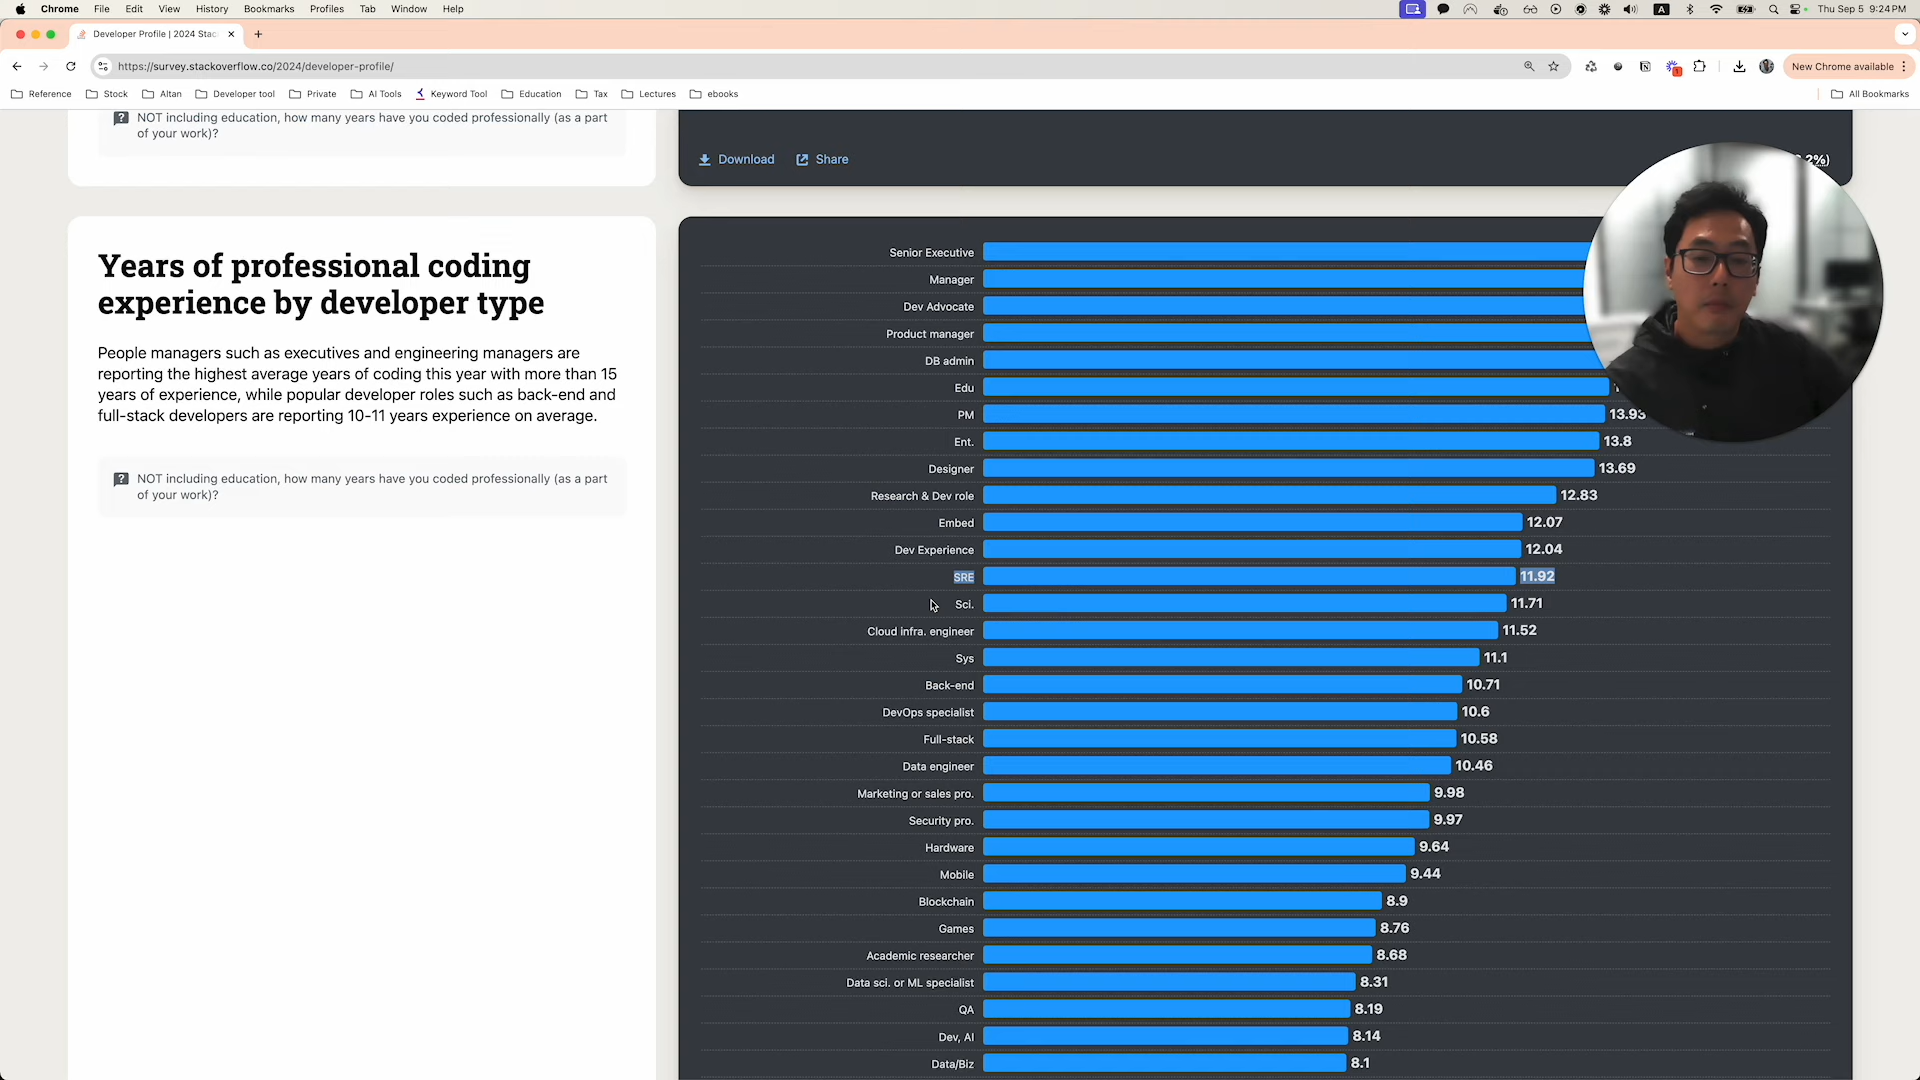 Chrome File Edit View History Bookmarks Profiles Tab Window Help
A
Thu Sep 5 9:24 PM
Developer Profile | 2024 Stac
https://survey.stackoverflow.co/2024/developer-profile/
1
New Chrome available
Reference Stock Altan Developer tool Private AI Tools Keyword Tool Education Tax Lectures ebooks All Bookmarks
NOT including education, how many years have you coded professionally (as a part
of your work)?
Download Share
2%)
Years of professional coding
experience by developer type
People managers such as executives and engineering managers are
reporting the highest average years of coding this year with more than 15
years of experience, while popular developer roles such as back-end and
full-stack developers are reporting 10-11 years experience on average.
NOT including education, how many years have you coded professionally (as a part
of your work)?
Senior Executive
Manager
Dev Advocate
Product manager
DB admin
Edu
PM 13.93
Ent. 13.8
Designer 13.69
Research & Dev role 12.83
Embed 12.07
Dev Experience 12.04
SRE 11.92
Sci. 11.71
Cloud infra. engineer 11.52
Sys 11.1
Back-end 10.71
DevOps specialist 10.6
Full-stack 10.58
Data engineer 10.46
Marketing or sales pro. 9.98
Security pro. 9.97
Hardware 9.64
Mobile 9.44
Blockchain 8.9
Games 8.76
Academic researcher 8.68
Data sci. or ML specialist 8.31
QA 8.19
Dev, AI 8.14
Data/Biz 8.1